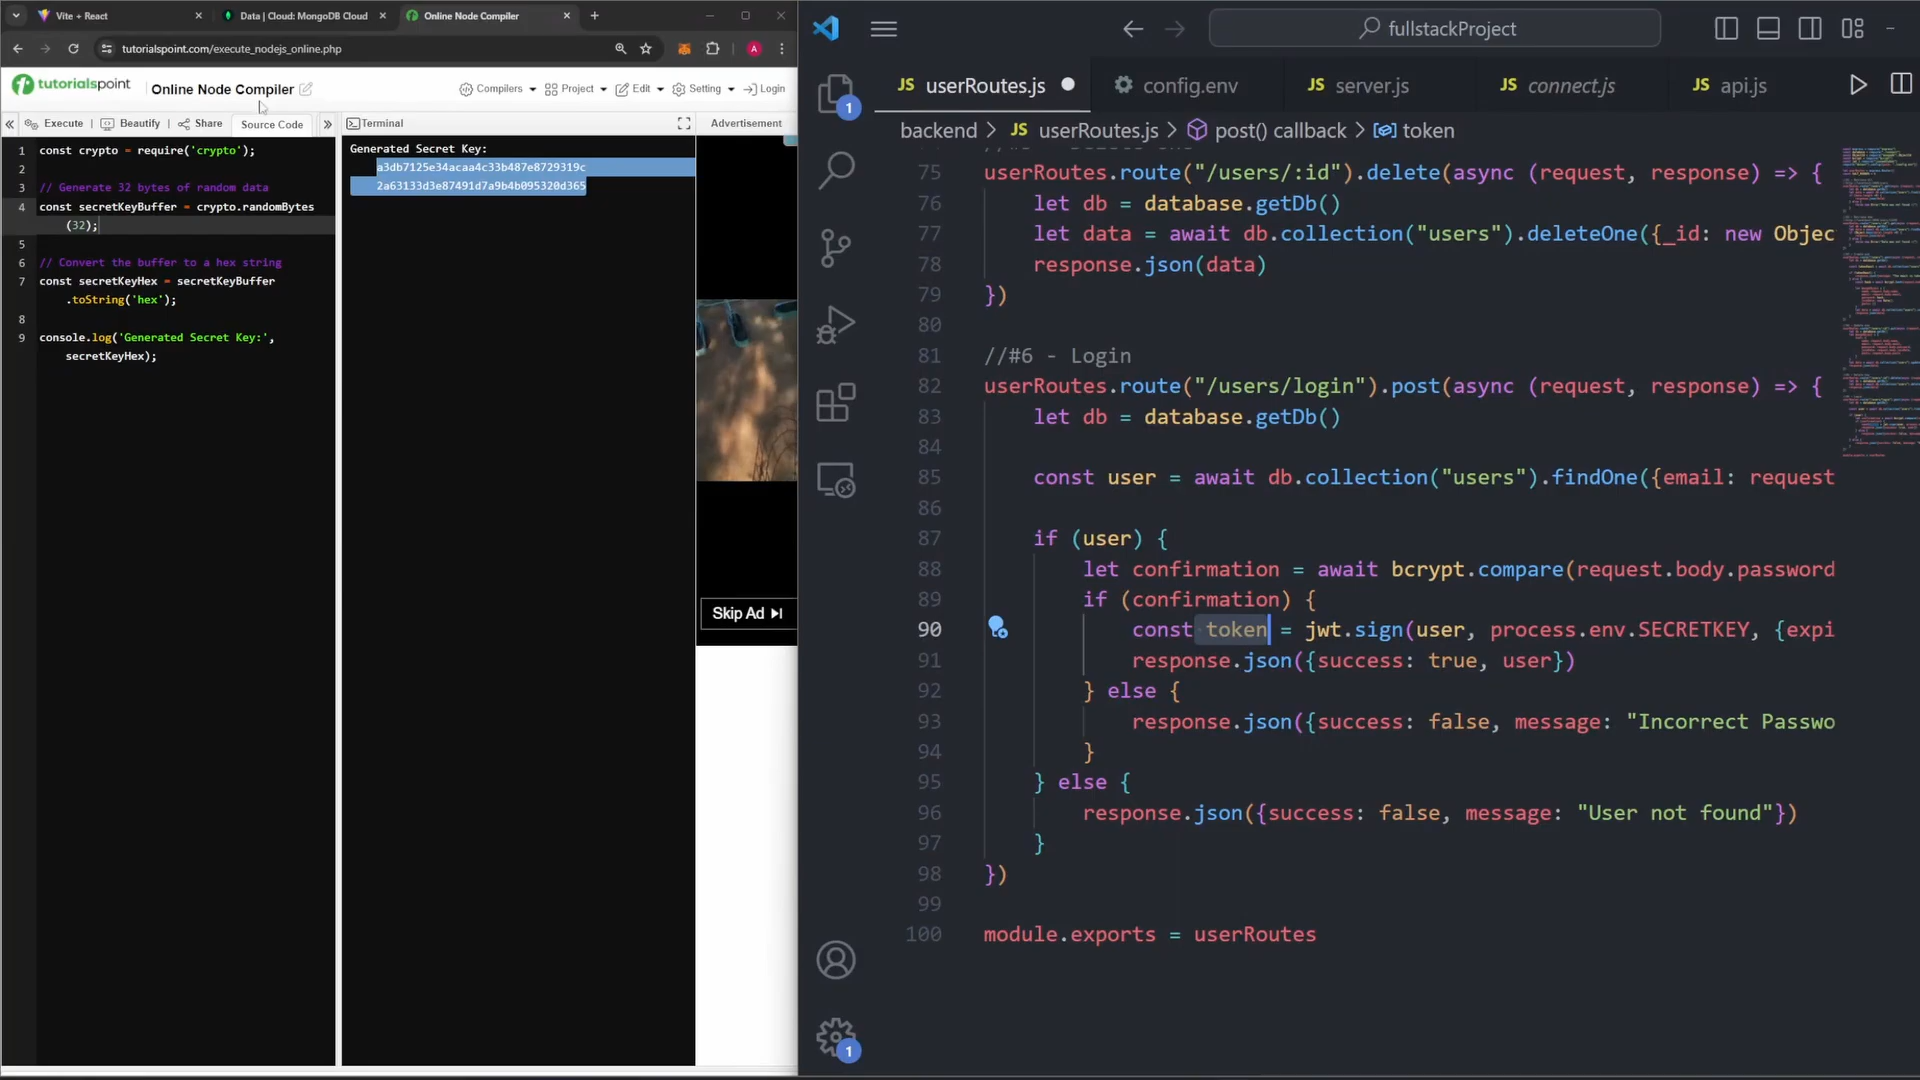 Vite + React
Data | Cloud: MongoDB Cloud
Online Node Compiler
tutorialspoint.com/execute_nodejs_online.php
A
tutorialspoint
Online Node Compiler
Compilers
Project
Edit
Setting
Login
Execute
Beautify
Share
Source Code
Terminal
Advertisement
1 const crypto = require('crypto');
2
3 // Generate 32 bytes of random data
4 const secretKeyBuffer = crypto.randomBytes
(32);
5
6 // Convert the buffer to a hex string
7 const secretKeyHex = secretKeyBuffer
.toString('hex');
8
9 console.log('Generated Secret Key:',
secretKeyHex);
Generated Secret Key:
a3db7125e34acaa4c33b487e8729319c
2a63133d3e87491d7a9b4b095320d365
Skip Ad
fullstackProject
JS userRoutes.js
config.env
JS server.js
JS connect.js
JS api.js
1
backend > JS userRoutes.js > post() callback > token
75 userRoutes.route("/users/:id").delete(async (request, response) => {
76 let db = database.getDb()
77 let data = await db.collection("users").deleteOne({_id: new Objec
78 response.json(data)
79 })
80
81 //#6 - Login
82 userRoutes.route("/users/login").post(async (request, response) => {
83 let db = database.getDb()
84
85 const user = await db.collection("users").findOne({email: request
86
87 if (user) {
88 let confirmation = await bcrypt.compare(request.body.password
89 if (confirmation) {
90 const token = jwt.sign(user, process.env.SECRETKEY, {expi
91 response.json({success: true, user})
92 } else {
93 response.json({success: false, message: "Incorrect Passwo
94 }
95 } else {
96 response.json({success: false, message: "User not found"})
97 }
98 })
99
100 module.exports = userRoutes
1